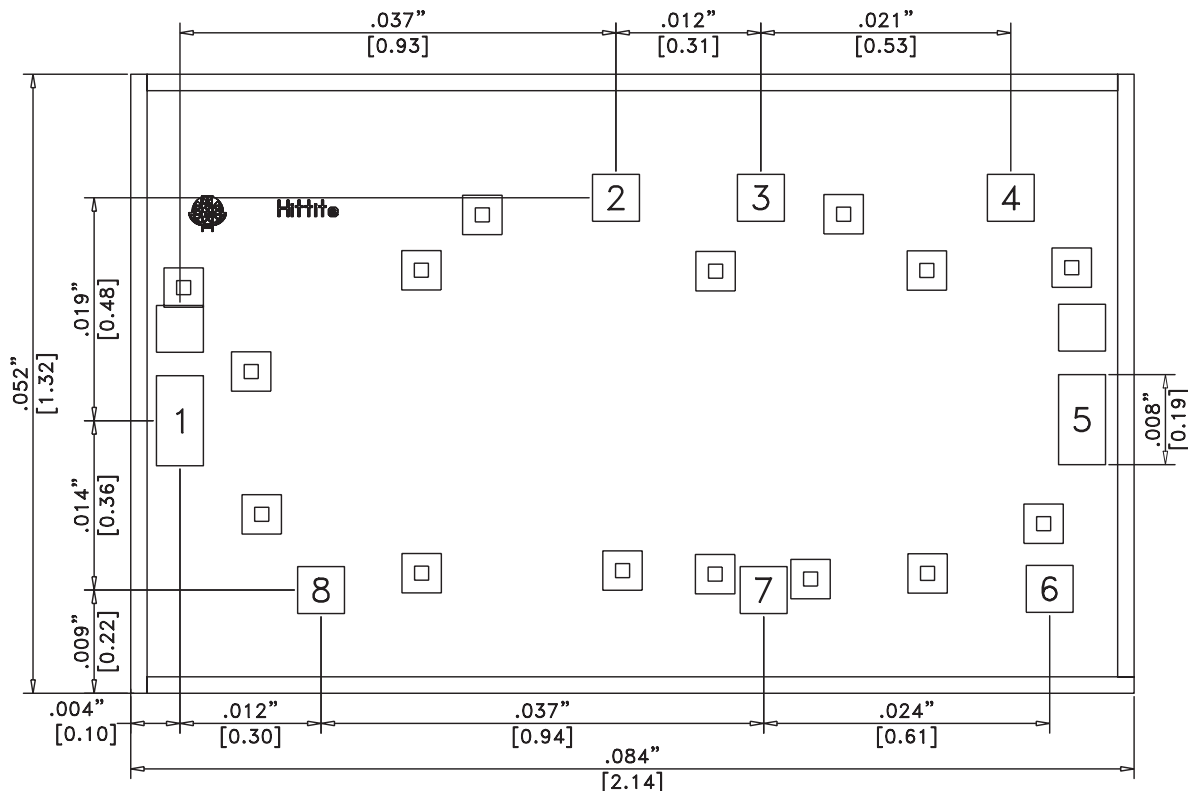 .037” .012” .021”
[0.93] [0.31] [0.53]
2 3 4
Hittite
.019”
[0.48]
.052”
[1.32]
1 5
.008”
[0.19]
.014”
[0.36]
8 7 6
.009”
[0.22]
.004” .012” .037” .024”
[0.10] [0.30] [0.94] [0.61]
.084”
[2.14]